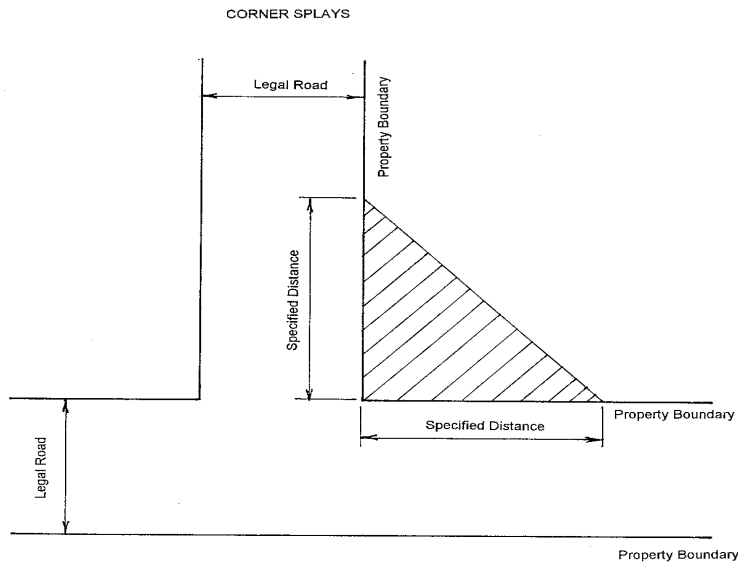 CORNER SPLAYS
Legal Road
Property Boundary
Specified Distance
Property Boundary
Specified Distance
Legal Road
Property Boundary